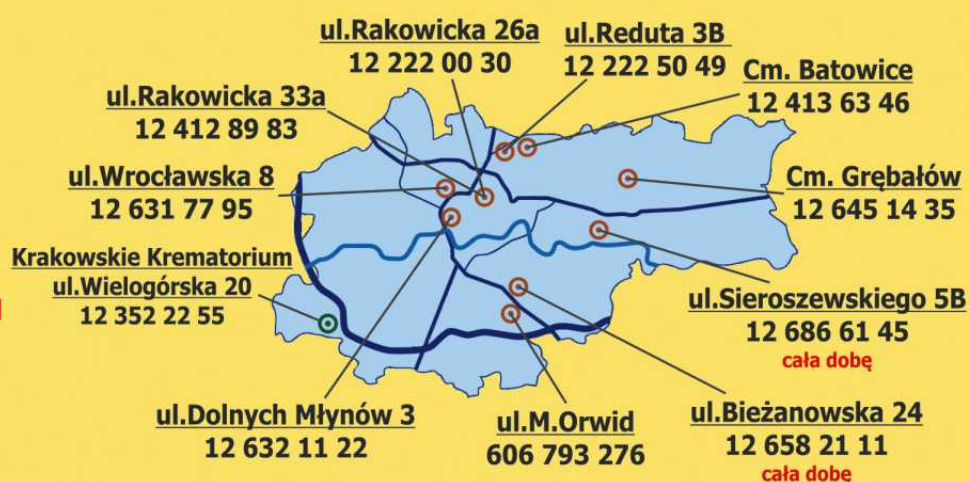 ul.Rakowicka 26a
12 222 00 30
ul.Reduta 3B
12 222 50 49
Cm. Batowice
12 413 63 46
ul.Rakowicka 33a
12 412 89 83
ul.Wrocławska 8
12 631 77 95
Cm. Grębałów
12 645 14 35
Krakowskie Krematorium
ul.Wielogórska 20
12 352 22 55
ul.Sieroszewskiego 5B
12 686 61 45
cała dobę
ul.Dolnych Młynów 3
12 632 11 22
ul.M.Orwid
606 793 276
ul.Bieżanowska 24
12 658 21 11
cała dobę